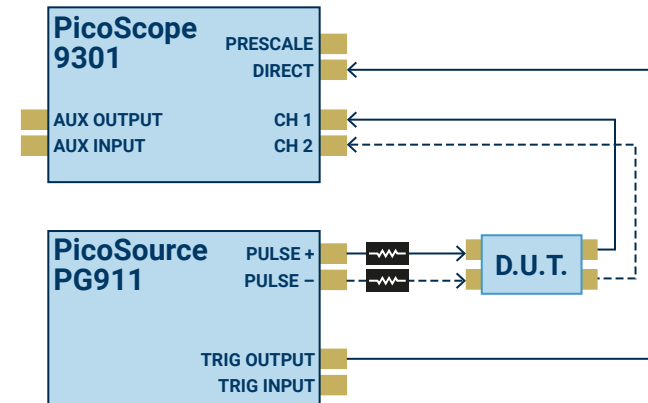 PicoScope
9301
PRESCALE
DIRECT
AUX OUTPUT
CH 1
AUX INPUT
CH 2
PicoSource
PG911
PULSE +
PULSE –
D.U.T.
TRIG OUTPUT
TRIG INPUT